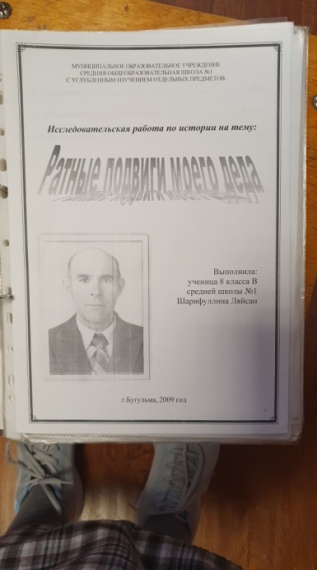 МУНИЦИПАЛЬНОЕ ОБРАЗОВАТЕЛЬНОЕ УЧРЕЖДЕНИЕ
СРЕДНЯЯ ОБЩЕОБРАЗОВАТЕЛЬНАЯ ШКОЛА №1
С УГЛУБЛЕННЫМ ИЗУЧЕНИЕМ ОТДЕЛЬНЫХ ПРЕДМЕТОВ
Исследовательская работа по истории на тему:
Ратные подвиги моего деда
Выполнила:
ученица 8 класса В
средней школы №1
Шарифуллина Ляйсан
г.Бугульма, 2009 год
1